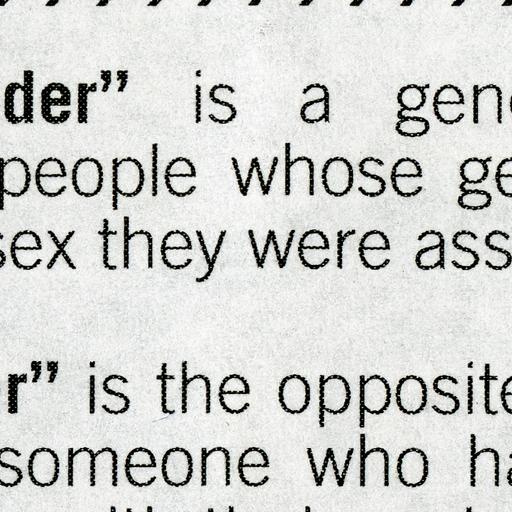 der” is a gen
people whose ge
sex they were ass
r” is the opposite
someone who ha